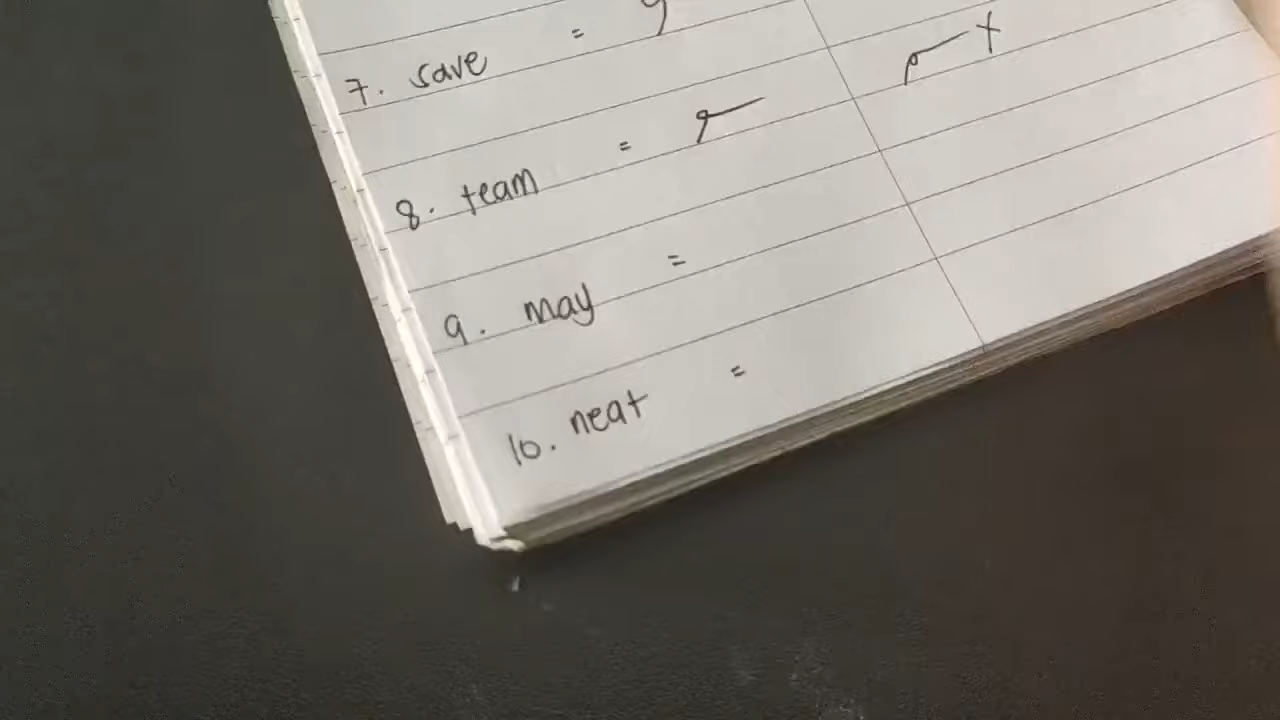 7. save =
8. team =
x
9. may =
10. neat =